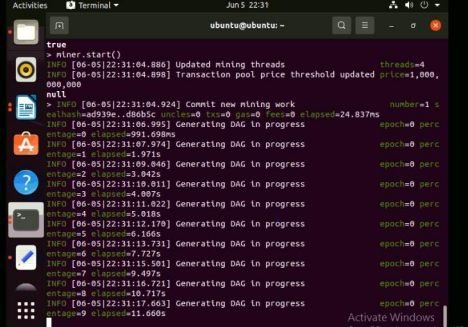 Activities
Terminal ▾
Jun 5 22:31
ubuntu@ubuntu: ~
true
> miner.start()
INFO [06-05|22:31:04.886] Updated mining threads threads=4
INFO [06-05|22:31:04.898] Transaction pool price threshold updated price=1,000,
000,000
null
> INFO [06-05|22:31:04.924] Commit new mining work number=1 s
ealhash=ad939e…d86b5c uncles=0 txs=0 gas=0 fees=0 elapsed=24.837ms
INFO [06-05|22:31:06.995] Generating DAG in progress epoch=0 perc
entage=0 elapsed=991.698ms
INFO [06-05|22:31:07.974] Generating DAG in progress epoch=0 perc
entage=1 elapsed=1.971s
INFO [06-05|22:31:09.046] Generating DAG in progress epoch=0 perc
entage=2 elapsed=3.042s
INFO [06-05|22:31:10.011] Generating DAG in progress epoch=0 perc
entage=3 elapsed=4.007s
INFO [06-05|22:31:11.022] Generating DAG in progress epoch=0 perc
entage=4 elapsed=5.018s
INFO [06-05|22:31:12.170] Generating DAG in progress epoch=0 perc
entage=5 elapsed=6.166s
INFO [06-05|22:31:13.731] Generating DAG in progress epoch=0 perc
entage=6 elapsed=7.727s
INFO [06-05|22:31:15.501] Generating DAG in progress epoch=0 perc
entage=7 elapsed=9.497s
INFO [06-05|22:31:16.721] Generating DAG in progress epoch=0 perc
entage=8 elapsed=10.717s
INFO [06-05|22:31:17.663] Generating DAG in progress epoch=0 perc
entage=9 elapsed=11.660s
Activate Windows